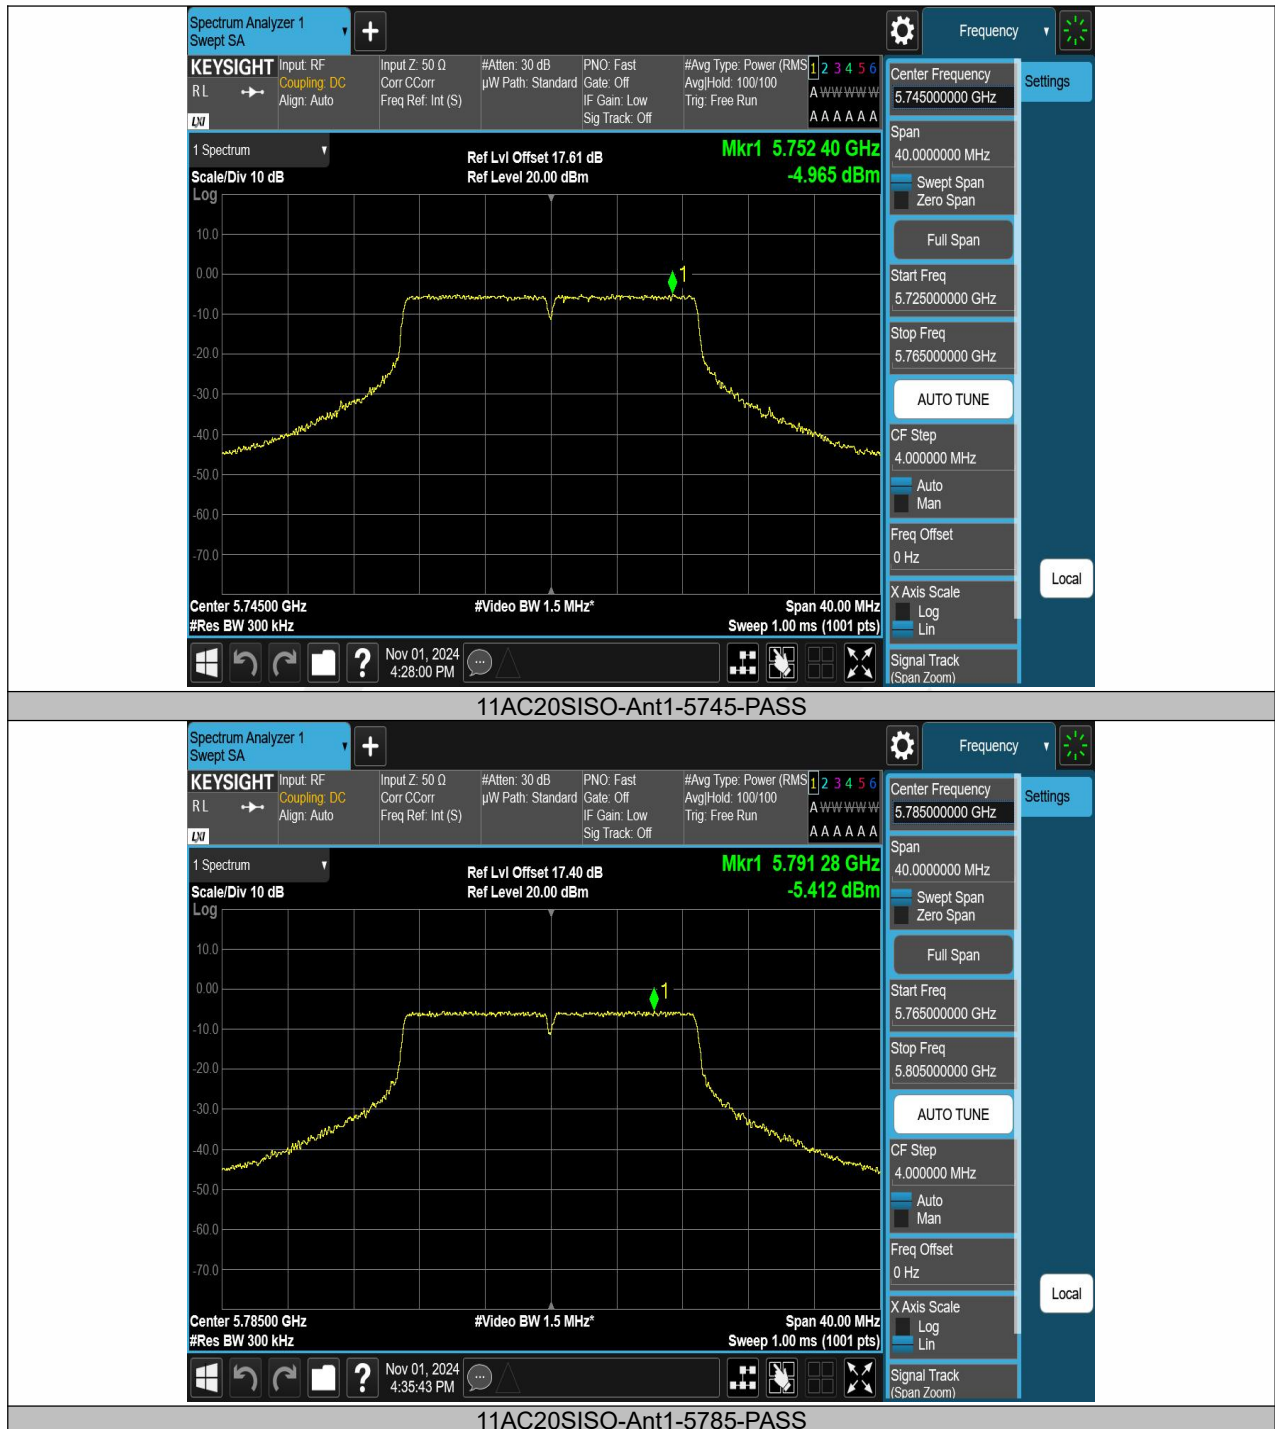 Spectrum Analyzer 1
Swept SA
Frequency
KEYSIGHT
R L
LXI
Input: RF
Coupling: DC
Align: Auto
Input Z: 50 Ω
Corr CCorr
Freq Ref: Int (S)
#Atten: 30 dB
µW Path: Standard
PNO: Fast
Gate: Off
IF Gain: Low
Sig Track: Off
#Avg Type: Power (RMS
Avg|Hold: 100/100
Trig: Free Run
1 2 3 4 5 6
A W W W W W
A A A A A A
1 Spectrum
Scale/Div 10 dB
Log
Ref Lvl Offset 17.61 dB
Ref Level 20.00 dBm
Mkr1 5.752 40 GHz
-4.965 dBm
10.0
0.00
-10.0
-20.0
-30.0
-40.0
-50.0
-60.0
-70.0
1
Center 5.74500 GHz
#Res BW 300 kHz
#Video BW 1.5 MHz*
Span 40.00 MHz
Sweep 1.00 ms (1001 pts)
Nov 01, 2024
4:28:00 PM
Center Frequency
5.745000000 GHz
Span
40.0000000 MHz
Swept Span
Zero Span
Full Span
Start Freq
5.725000000 GHz
Stop Freq
5.765000000 GHz
AUTO TUNE
CF Step
4.000000 MHz
Auto
Man
Freq Offset
0 Hz
X Axis Scale
Log
Lin
Signal Track
(Span Zoom)
Settings
Local
11AC20SISO-Ant1-5745-PASS
Spectrum Analyzer 1
Swept SA
Frequency
KEYSIGHT
R L
LXI
Input: RF
Coupling: DC
Align: Auto
Input Z: 50 Ω
Corr CCorr
Freq Ref: Int (S)
#Atten: 30 dB
µW Path: Standard
PNO: Fast
Gate: Off
IF Gain: Low
Sig Track: Off
#Avg Type: Power (RMS
Avg|Hold: 100/100
Trig: Free Run
1 2 3 4 5 6
A W W W W W
A A A A A A
1 Spectrum
Scale/Div 10 dB
Log
Ref Lvl Offset 17.40 dB
Ref Level 20.00 dBm
Mkr1 5.791 28 GHz
-5.412 dBm
10.0
0.00
-10.0
-20.0
-30.0
-40.0
-50.0
-60.0
-70.0
1
Center 5.78500 GHz
#Res BW 300 kHz
#Video BW 1.5 MHz*
Span 40.00 MHz
Sweep 1.00 ms (1001 pts)
Nov 01, 2024
4:35:43 PM
Center Frequency
5.785000000 GHz
Span
40.0000000 MHz
Swept Span
Zero Span
Full Span
Start Freq
5.765000000 GHz
Stop Freq
5.805000000 GHz
AUTO TUNE
CF Step
4.000000 MHz
Auto
Man
Freq Offset
0 Hz
X Axis Scale
Log
Lin
Signal Track
(Span Zoom)
Settings
Local
11AC20SISO-Ant1-5785-PASS